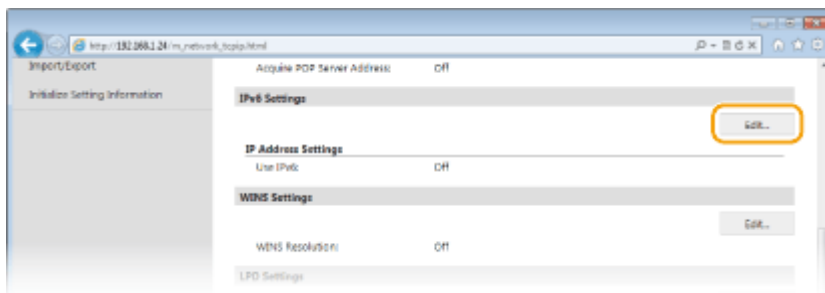 http://192.168.1.24/m_network_tcpip.html
Import/Export
Acquire POP Server Address: Off
Initialize Setting Information
IPv6 Settings
Edit...
IP Address Settings
Use IPv6: Off
WINS Settings
Edit...
WINS Resolution: Off
LPD Settings